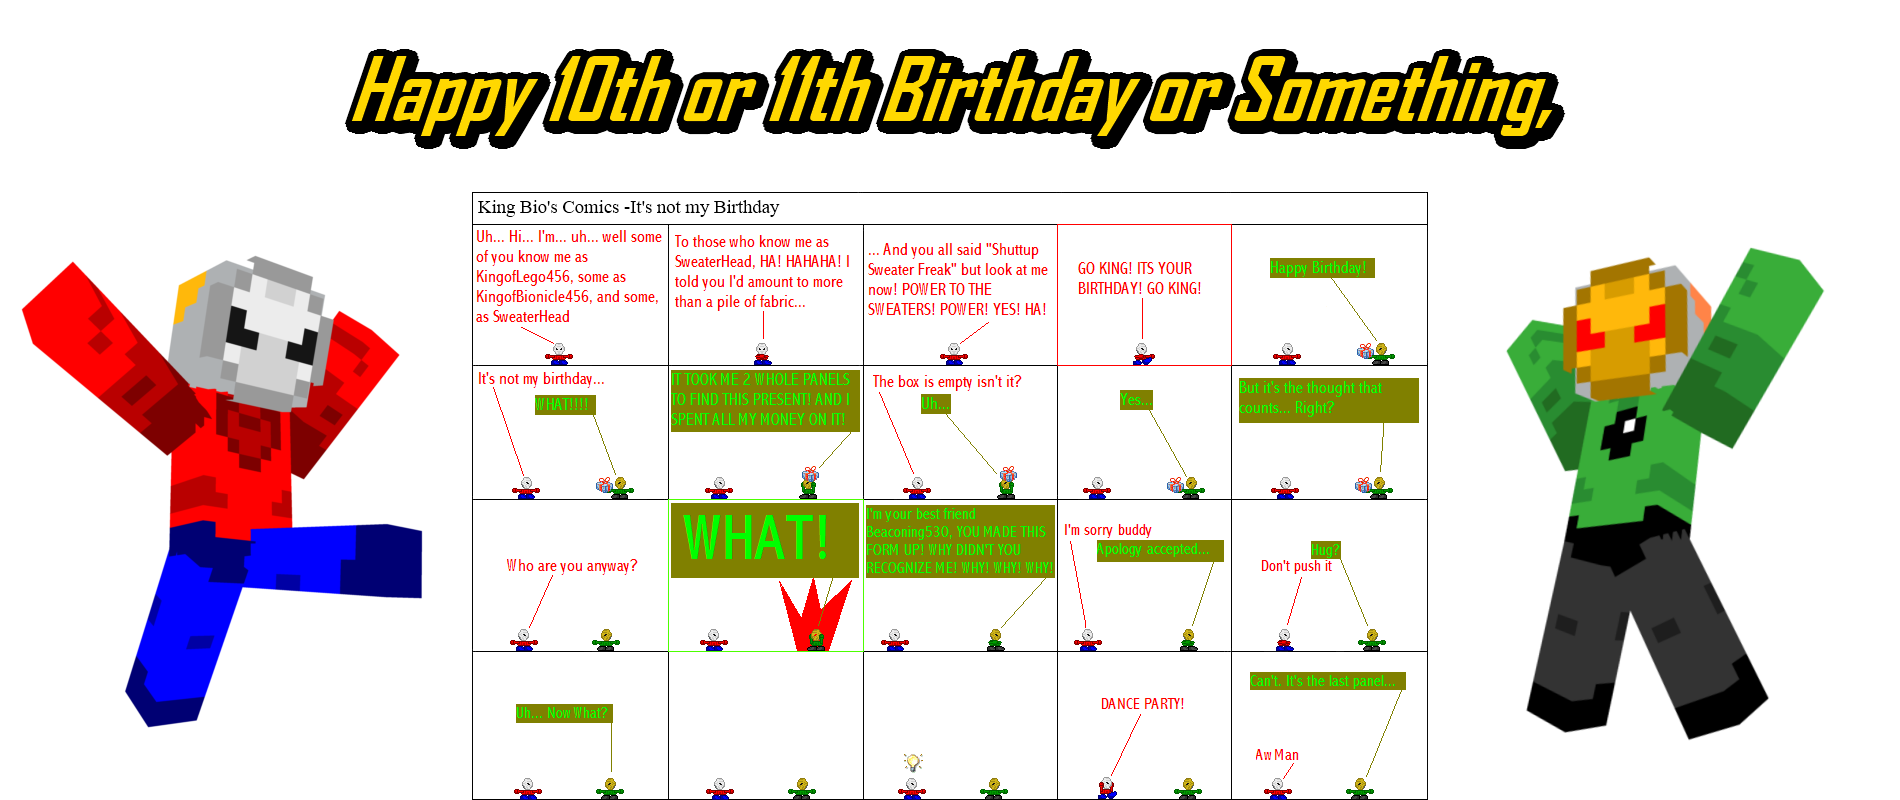 Happy 10th or 11th Birthday or Something,
King Bio's Comics -It's not my Birthday
Uh... Hi... I'm... uh... well some
of you know me as
KingofLego456, some as
KingofBionicle456, and some,
as SweaterHead
To those who know me as
SweaterHead, HA! HAHAHA! I
told you I'd amount to more
than a pile of fabric...
... And you all said "Shuttup
Sweater Freak" but look at me
now! POWER TO THE
SWEATERS! POWER! YES! HA!
GO KING! ITS YOUR
BIRTHDAY! GO KING!
Happy Birthday!
It's not my birthday...
WHAT!!!!
IT TOOK ME 2 WHOLE PANELS
TO FIND THIS PRESENT! AND I
SPENT ALL MY MONEY ON IT!
The box is empty isn't it?
Uh...
Yes...
But it's the thought that
counts... Right?
Who are you anyway?
WHAT!
I'm your best friend
Beaconing530, YOU MADE THIS
FORM UP! WHY DIDN'T YOU
RECOGNIZE ME! WHY! WHY! WHY!
I'm sorry buddy
Apology accepted...
Hug?
Don't push it
Uh... Now What?
DANCE PARTY!
Can't. It's the last panel...
Aw Man